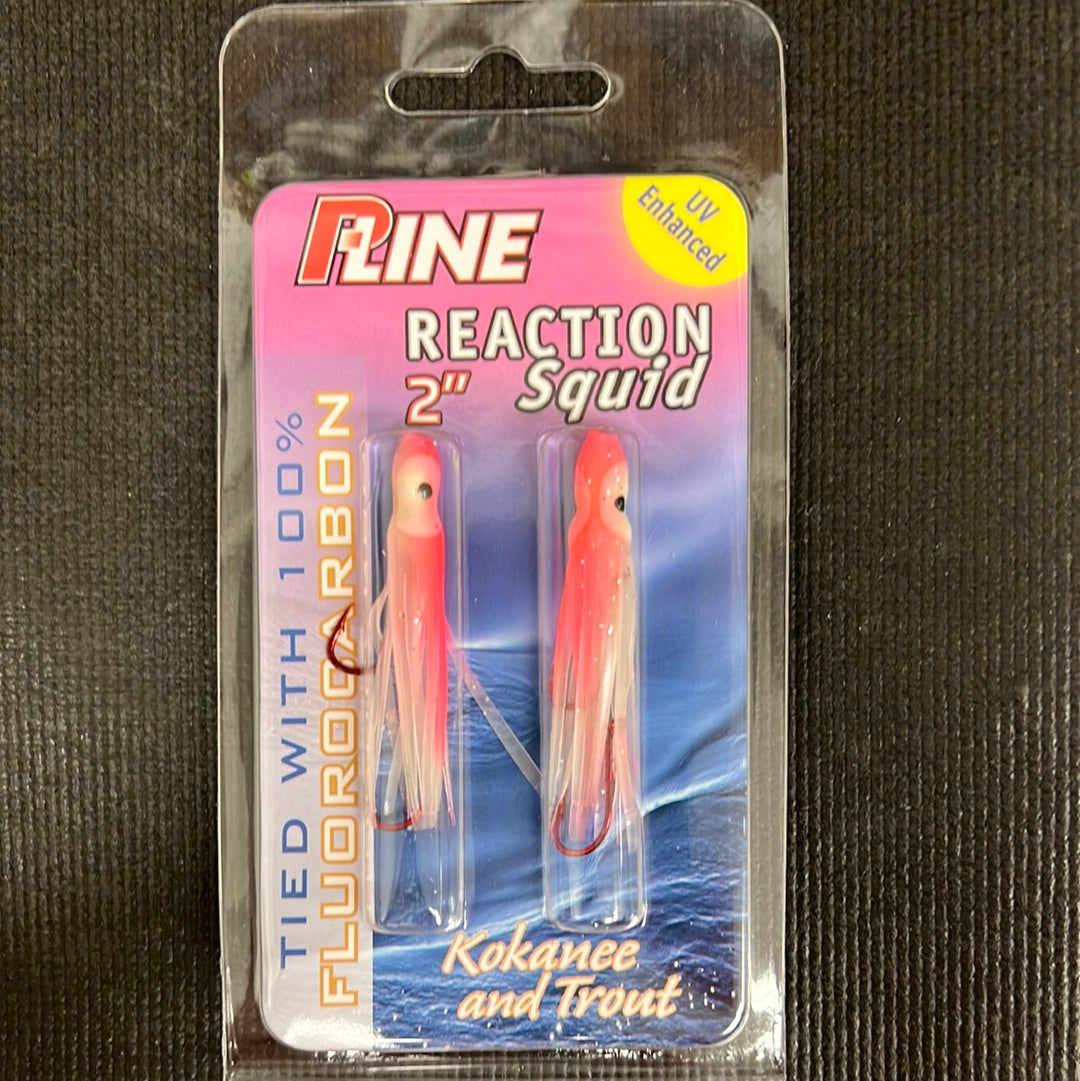 P-LINE
UV
Enhanced
REACTION
2" Squid
TIED WITH 100%
FLUOROCARBON
Kokanee
and Trout